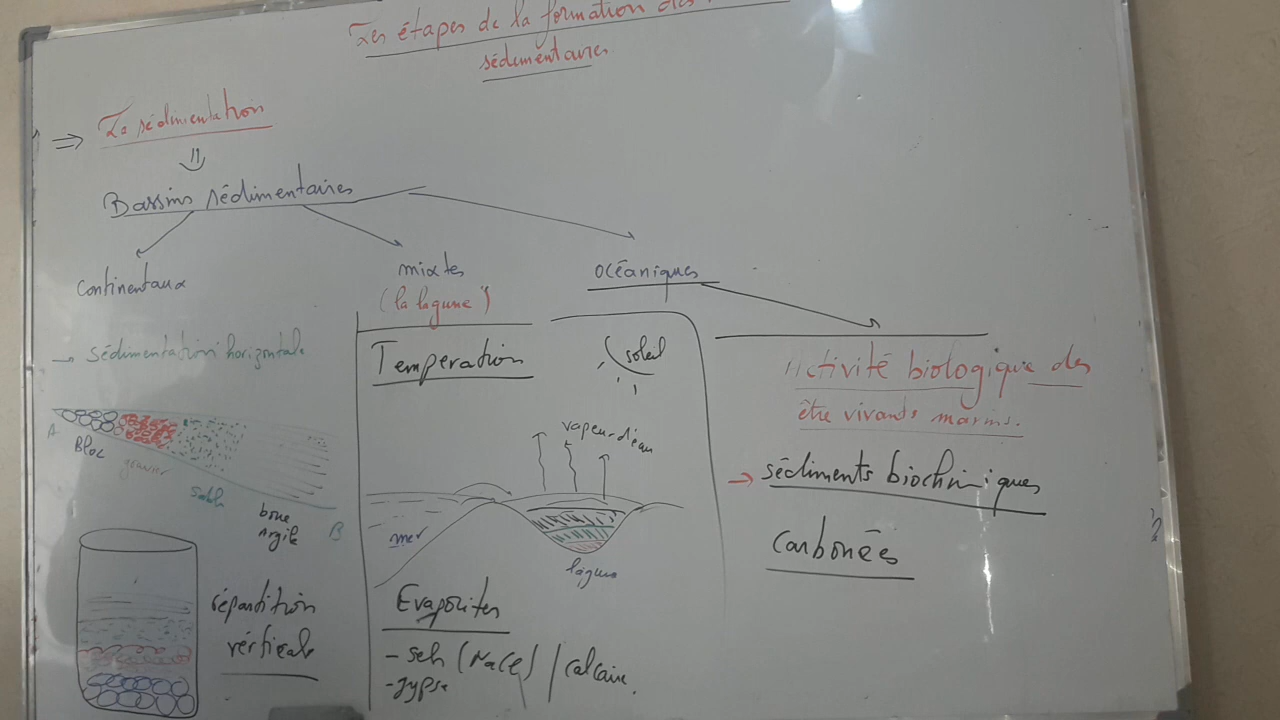 Les étapes de la formation des
sédimentaires
⇒ La sédimentation
Bassins sédimentaires
continentaux
mixtes
(la lagune)
océaniques
→ sédimentation horizontale
A
Bloc
gravier
sable
boue
argile
B
répartition
vérticale
Temperation
soleil
vapeur d'eau
mer
lagune
Evaporites
- sels (NaCl) / calcaire.
- gypse
Activité biologique des
être vivants marins.
→ sédiments biochimiques
carbonées